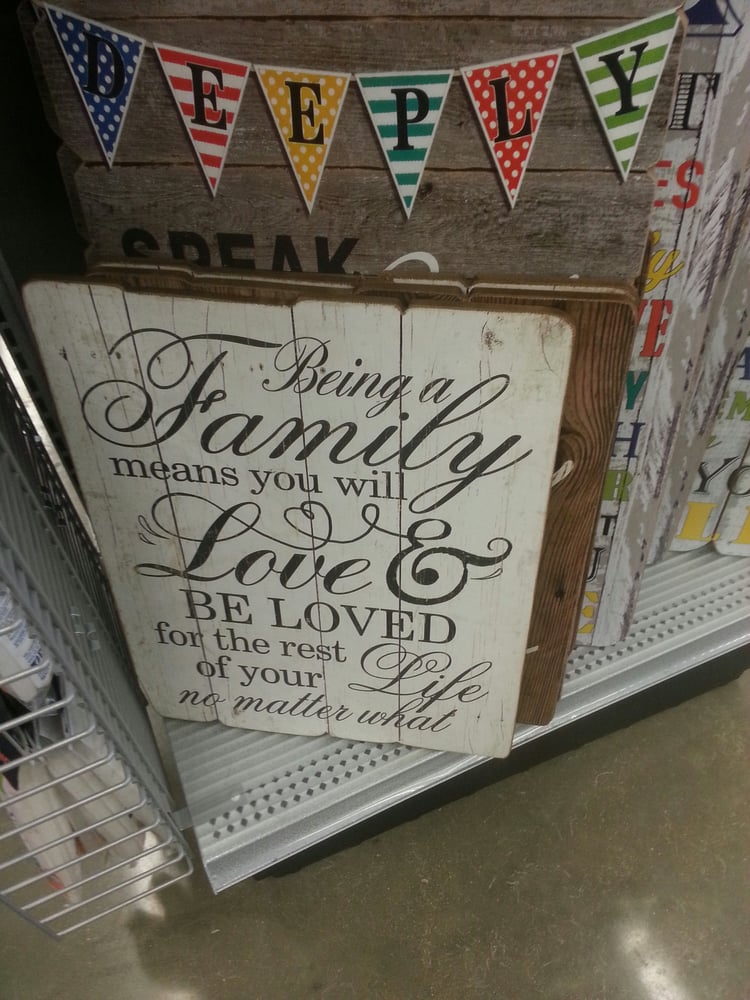 DEEPLY
SPEAK
Being a
Family
means you will
Love &
BE LOVED
for the rest
of your Life
no matter what